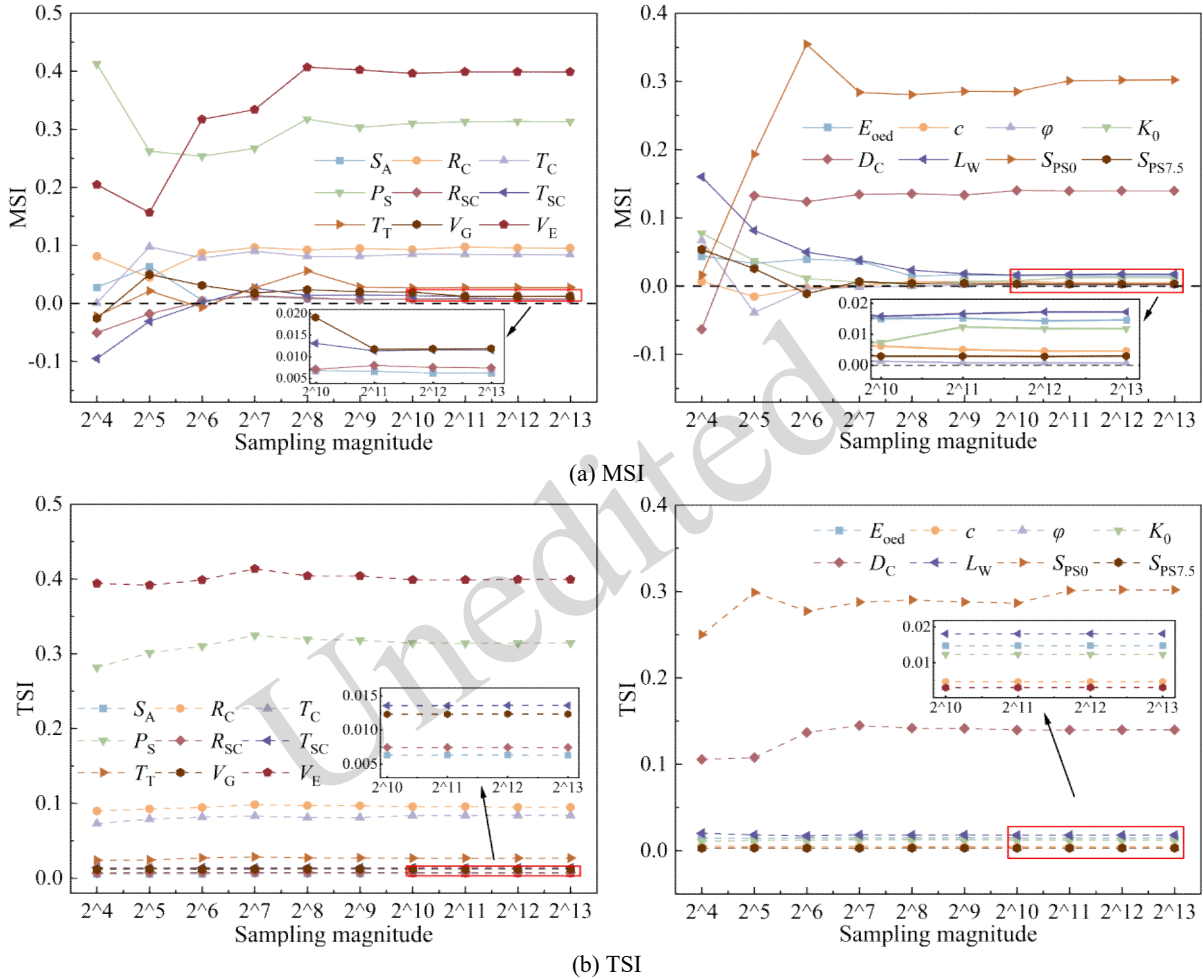 0.5
0.4
0.3
0.2
0.1
0.0
-0.1
MSI
S_A R_C T_C
P_S R_SC T_SC
T_T V_G V_E
0.020
0.015
0.010
0.005
2^10 2^11 2^12 2^13
2^4 2^5 2^6 2^7 2^8 2^9 2^10 2^11 2^12 2^13
Sampling magnitude
0.4
0.3
0.2
0.1
0.0
-0.1
MSI
E_oed c φ K_0
D_C L_W S_PS0 S_PS7.5
0.02
0.01
0.00
2^10 2^11 2^12 2^13
2^4 2^5 2^6 2^7 2^8 2^9 2^10 2^11 2^12 2^13
Sampling magnitude
(a) MSI
0.5
0.4
0.3
0.2
0.1
0.0
TSI
S_A R_C T_C
P_S R_SC T_SC
T_T V_G V_E
0.015
0.010
0.005
2^10 2^11 2^12 2^13
2^4 2^5 2^6 2^7 2^8 2^9 2^10 2^11 2^12 2^13
Sampling magnitude
0.4
0.3
0.2
0.1
0.0
TSI
E_oed c φ K_0
D_C L_W S_PS0 S_PS7.5
0.02
0.01
2^10 2^11 2^12 2^13
2^4 2^5 2^6 2^7 2^8 2^9 2^10 2^11 2^12 2^13
Sampling magnitude
(b) TSI
Unedited